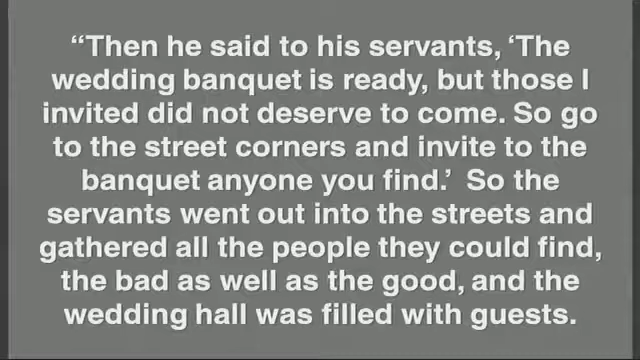 “Then he said to his servants, ‘The
wedding banquet is ready, but those I
invited did not deserve to come. So go
to the street corners and invite to the
banquet anyone you find.’  So the
servants went out into the streets and
gathered all the people they could find,
the bad as well as the good, and the
wedding hall was filled with guests.